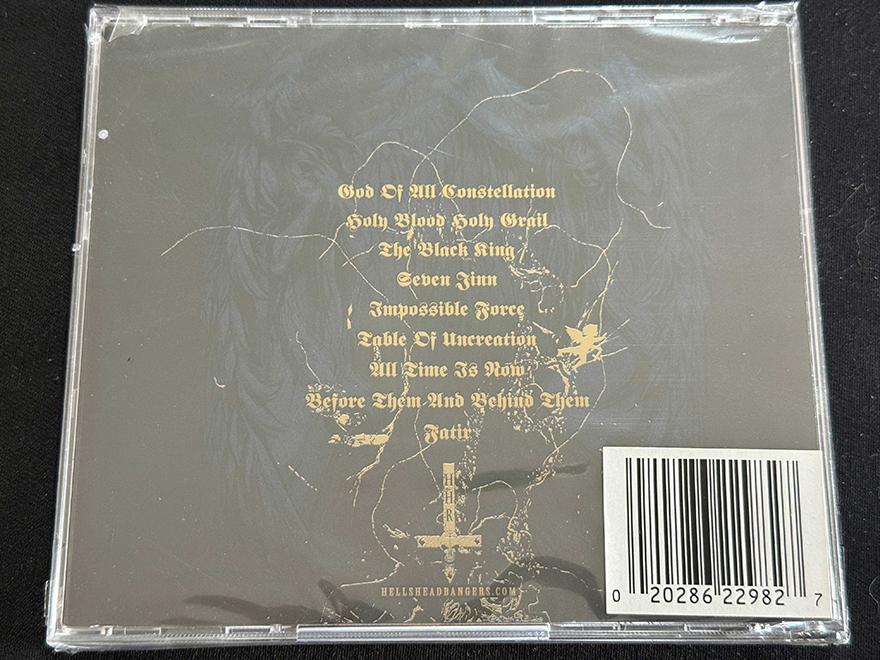 God Of All Constellation
Holy Blood Holy Grail
The Black King
Seven Jinn
Impossible Force
Table Of Uncreation
All Time Is Now
Before Them And Behind Them
Fatir
HHR
HELLSHEADBANGERS.COM
0 20286 22982 7